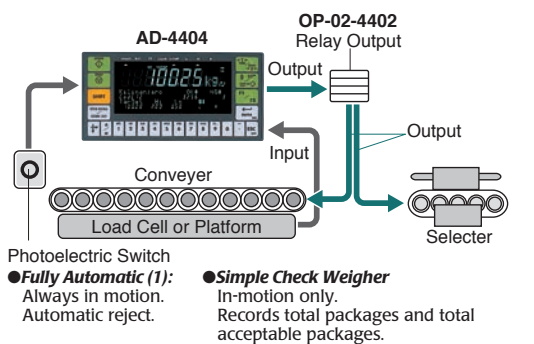 OP-02-4402
AD-4404
Relay Output
Output
10025 kg
Output
Input
Conveyer
Load Cell or Platform
Selecter
Photoelectric Switch
●Fully Automatic (1):
Always in motion.
Automatic reject.
●Simple Check Weigher
In-motion only.
Records total packages and total
acceptable packages.